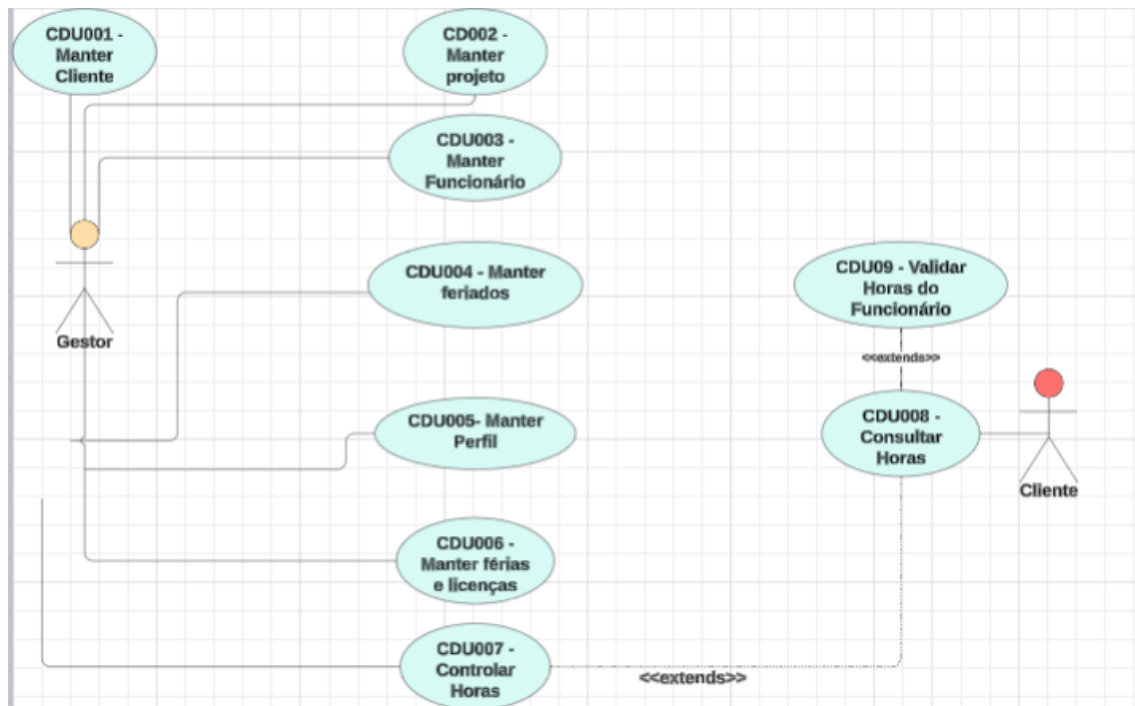 CDU001 -
Manter
Cliente
CD002 -
Manter
projeto
CDU003 -
Manter
Funcionário
Gestor
CDU004 - Manter
feriados
CDU09 - Validar
Horas do
Funcionário
<<extends>>
CDU005- Manter
Perfil
CDU008 -
Consultar
Horas
Cliente
CDU006 -
Manter férias
e licenças
CDU007 -
Controlar
Horas
<<extends>>